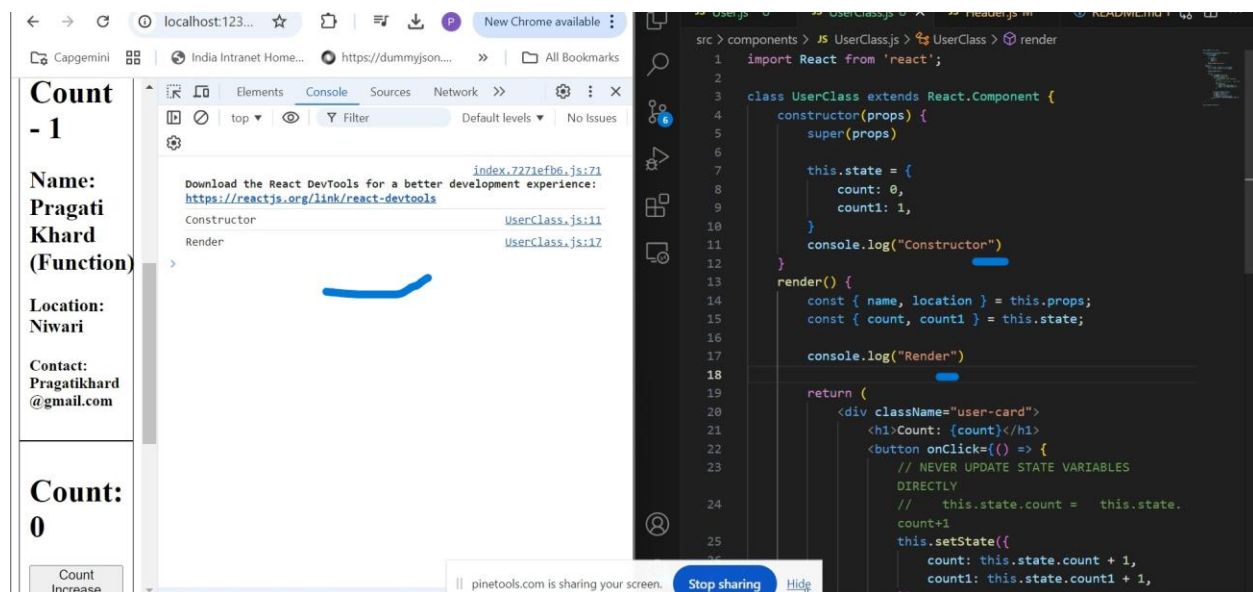 localhost:123...
P
New Chrome available
Capgemini
India Intranet Home...
https://dummyjson....
»
All Bookmarks
Count
- 1
Name:
Pragati
Khard
(Function)
Location:
Niwari
Contact:
Pragatikhard
@gmail.com
Count:
0
Count
Increase
Elements Console Sources Network »
top Filter Default levels No Issues
index.7271efb6.js:71
Download the React DevTools for a better development experience:
https://reactjs.org/link/react-devtools
Constructor UserClass.js:11
Render UserClass.js:17
>
pinetools.com is sharing your screen. Stop sharing Hide
JS User.js U JS UserClass.js U X JS Header.js M README.md
src > components > JS UserClass.js > UserClass > render
6
1 import React from 'react';
2
3 class UserClass extends React.Component {
4 constructor(props) {
5 super(props)
6
7 this.state = {
8 count: 0,
9 count1: 1,
10 }
11 console.log("Constructor")
12 }
13 render() {
14 const { name, location } = this.props;
15 const { count, count1 } = this.state;
16
17 console.log("Render")
18
19 return (
20 <div className="user-card">
21 <h1>Count: {count}</h1>
22 <button onClick={() => {
23 // NEVER UPDATE STATE VARIABLES
DIRECTLY
24 // this.state.count = this.state.
count+1
25 this.setState({
26 count: this.state.count + 1,
count1: this.state.count1 + 1,